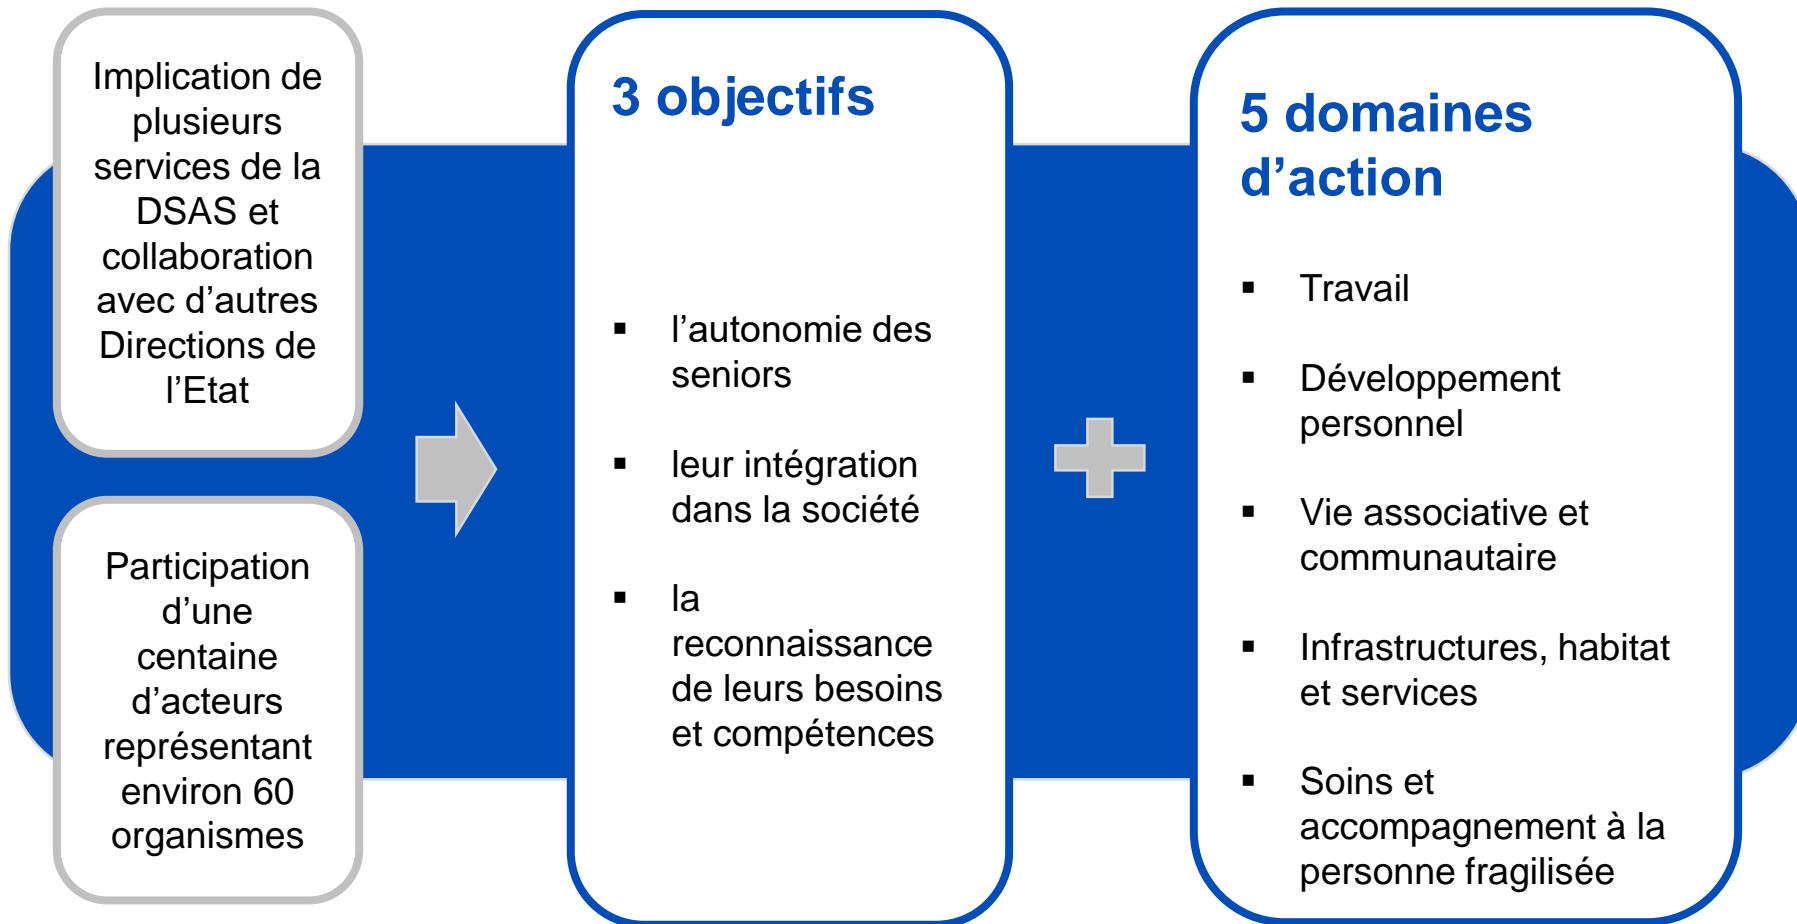 Implication de
plusieurs
services de la
DSAS et
collaboration
avec d’autres
Directions de
l’Etat
Participation
d’une
centaine
d’acteurs
représentant
environ 60
organismes
3 objectifs
▪ l’autonomie des
seniors
▪ leur intégration
dans la société
▪ la
reconnaissance
de leurs besoins
et compétences
5 domaines
d’action
▪ Travail
▪ Développement
personnel
▪ Vie associative et
communautaire
▪ Infrastructures, habitat
et services
▪ Soins et
accompagnement à la
personne fragilisée